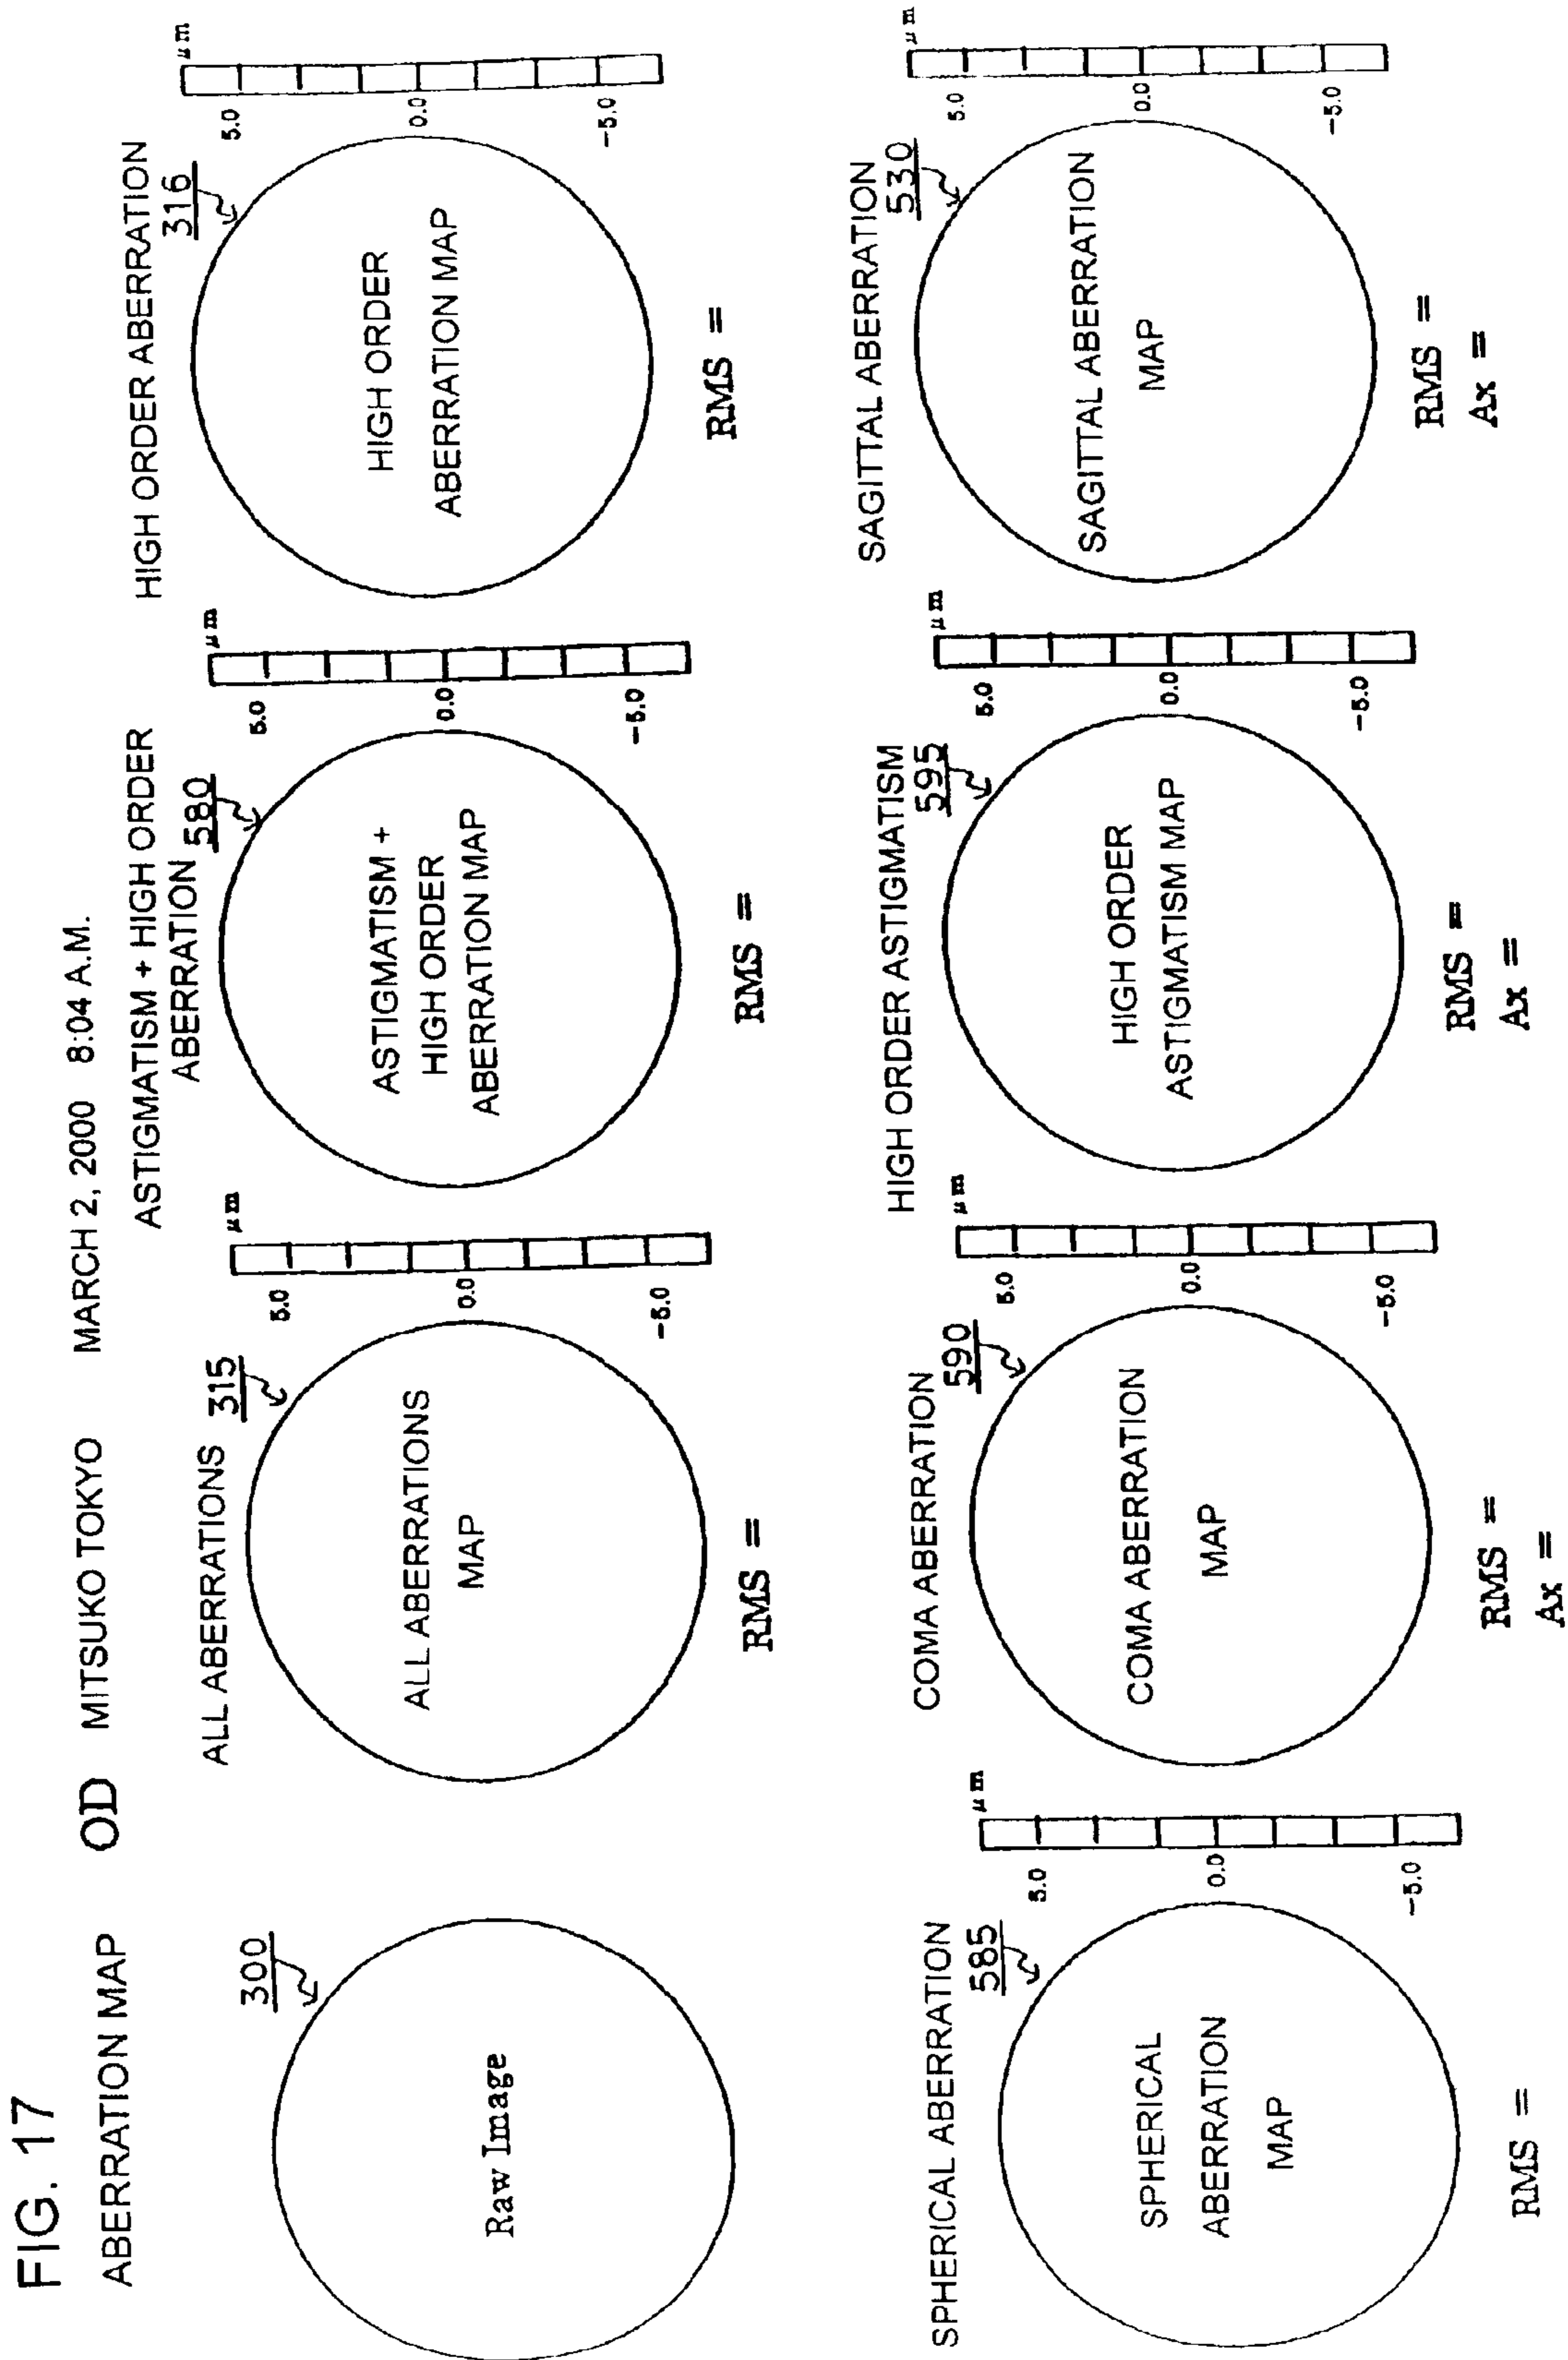 FIG. 17
ABERRATION MAP
OD MITSUKO TOKYO MARCH 2, 2000 8:04 A.M.
300
Raw Image
ALL ABERRATIONS 315
ALL ABERRATIONS
MAP
μm
5.0
0.0
-5.0
RMS =
ASTIGMATISM + HIGH ORDER
ABERRATION 580
ASTIGMATISM +
HIGH ORDER
ABERRATION MAP
μm
5.0
0.0
-5.0
RMS =
HIGH ORDER ABERRATION
316
HIGH ORDER
ABERRATION MAP
μm
5.0
0.0
-5.0
RMS =
SPHERICAL ABERRATION
585
SPHERICAL
ABERRATION
MAP
μm
5.0
0.0
-5.0
RMS =
COMA ABERRATION
590
COMA ABERRATION
MAP
μm
5.0
0.0
-5.0
RMS =
Ax =
HIGH ORDER ASTIGMATISM
595
HIGH ORDER
ASTIGMATISM MAP
μm
5.0
0.0
-5.0
RMS =
Ax =
SAGITTAL ABERRATION
530
SAGITTAL ABERRATION
MAP
μm
5.0
0.0
-5.0
RMS =
Ax =